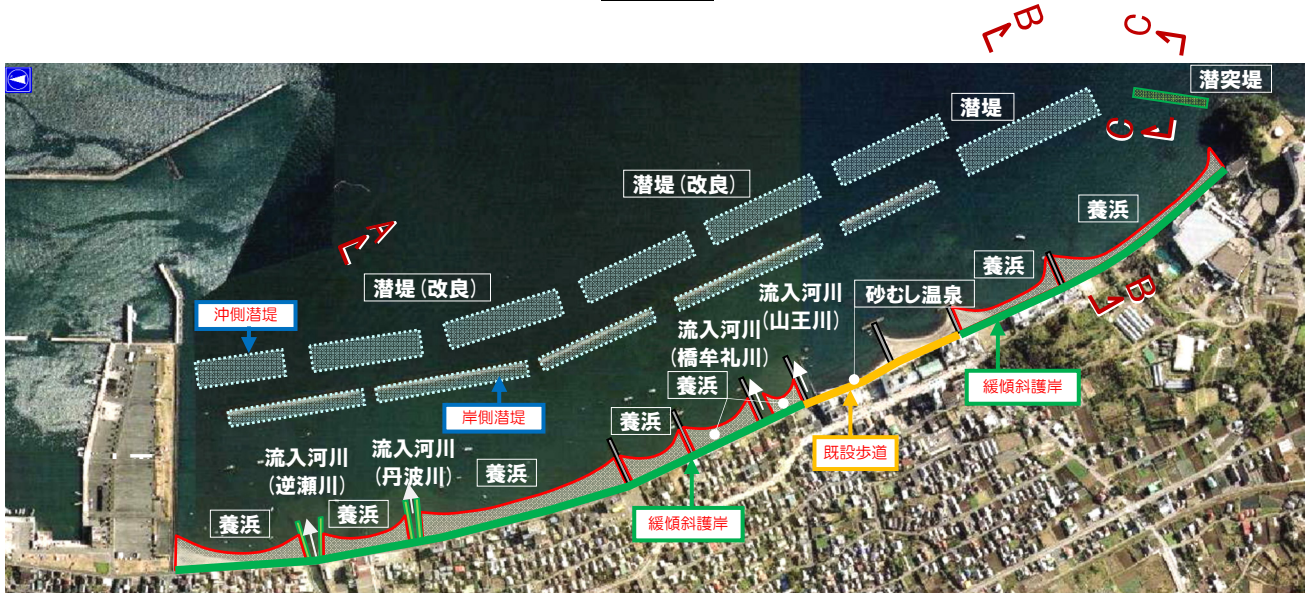 B
C
潜突堤
潜堤
C
潜堤(改良)
養浜
A
養浜
B
潜堤(改良)
流入河川
(山王川)
砂むし温泉
沖側潜堤
流入河川
(橋牟礼川)
養浜
緩傾斜護岸
岸側潜堤
養浜
既設歩道
流入河川
(丹波川)
養浜
流入河川
(逆瀬川)
緩傾斜護岸
養浜
養浜